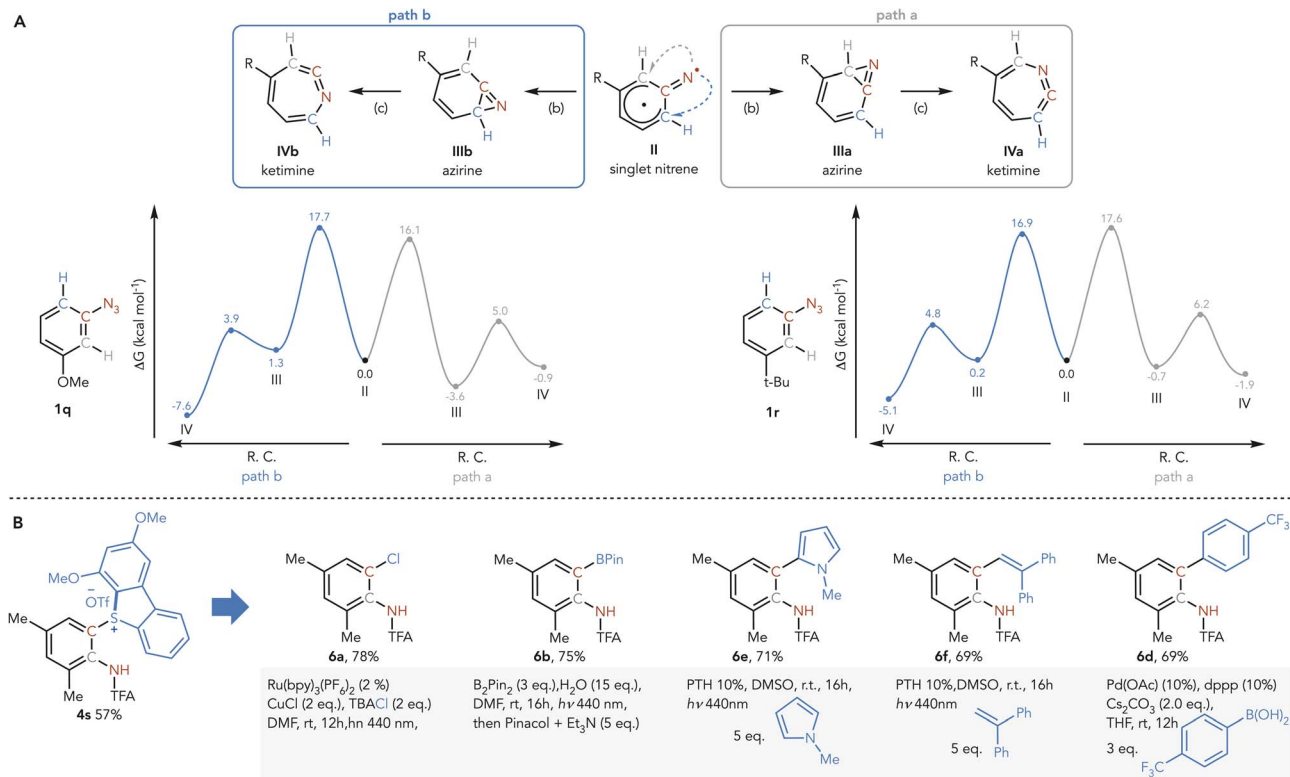 A
path b
path a
H
C
R
C
N
C
H
(c)
H
C
R
C
N
C
H
(b)
H
C
R
N
C
C
H
(b)
H
C
R
N
C
C
H
(c)
H
C
R
N
C
C
H
IVb
ketimine
IIIb
azirine
II
singlet nitrene
IIIa
azirine
IVa
ketimine
H
C
N3
C
C
H
OMe
1q
ΔG (kcal mol-1)
17.7
16.1
3.9
1.3
III
0.0
II
5.0
-3.6
III
-0.9
IV
-7.6
IV
R. C.
path b
R. C.
path a
H
C
N3
C
C
H
t-Bu
1r
ΔG (kcal mol-1)
16.9
17.6
4.8
0.2
III
0.0
II
6.2
-0.7
III
-1.9
IV
-5.1
IV
R. C.
path b
R. C.
path a
B
OMe
MeO
−
OTf
Me
C
S
+
C
NH
Me
TFA
4s 57%
Me
Cl
C
C
NH
Me
TFA
6a, 78%
Ru(bpy)3(PF6)2 (2 %)
CuCl (2 eq.), TBACl (2 eq.)
DMF, rt, 12h,hn 440 nm,
Me
BPin
C
C
NH
Me
TFA
6b, 75%
B2Pin2 (3 eq.),H2O (15 eq.),
DMF, rt, 16h, hν 440 nm,
then Pinacol + Et3N (5 eq.)
Me
N
Me
C
C
NH
Me
TFA
6e, 71%
PTH 10%, DMSO, r.t., 16h,
hν 440nm
5 eq.
N
Me
Me
Ph
Ph
C
C
NH
Me
TFA
6f, 69%
PTH 10%,DMSO, r.t., 16h
hν 440nm
5 eq.
Ph
Ph
CF3
Me
C
C
NH
Me
TFA
6d, 69%
Pd(OAc) (10%), dppp (10%)
Cs2CO3 (2.0 eq.),
THF, rt, 12h
3 eq.
B(OH)2
F3C